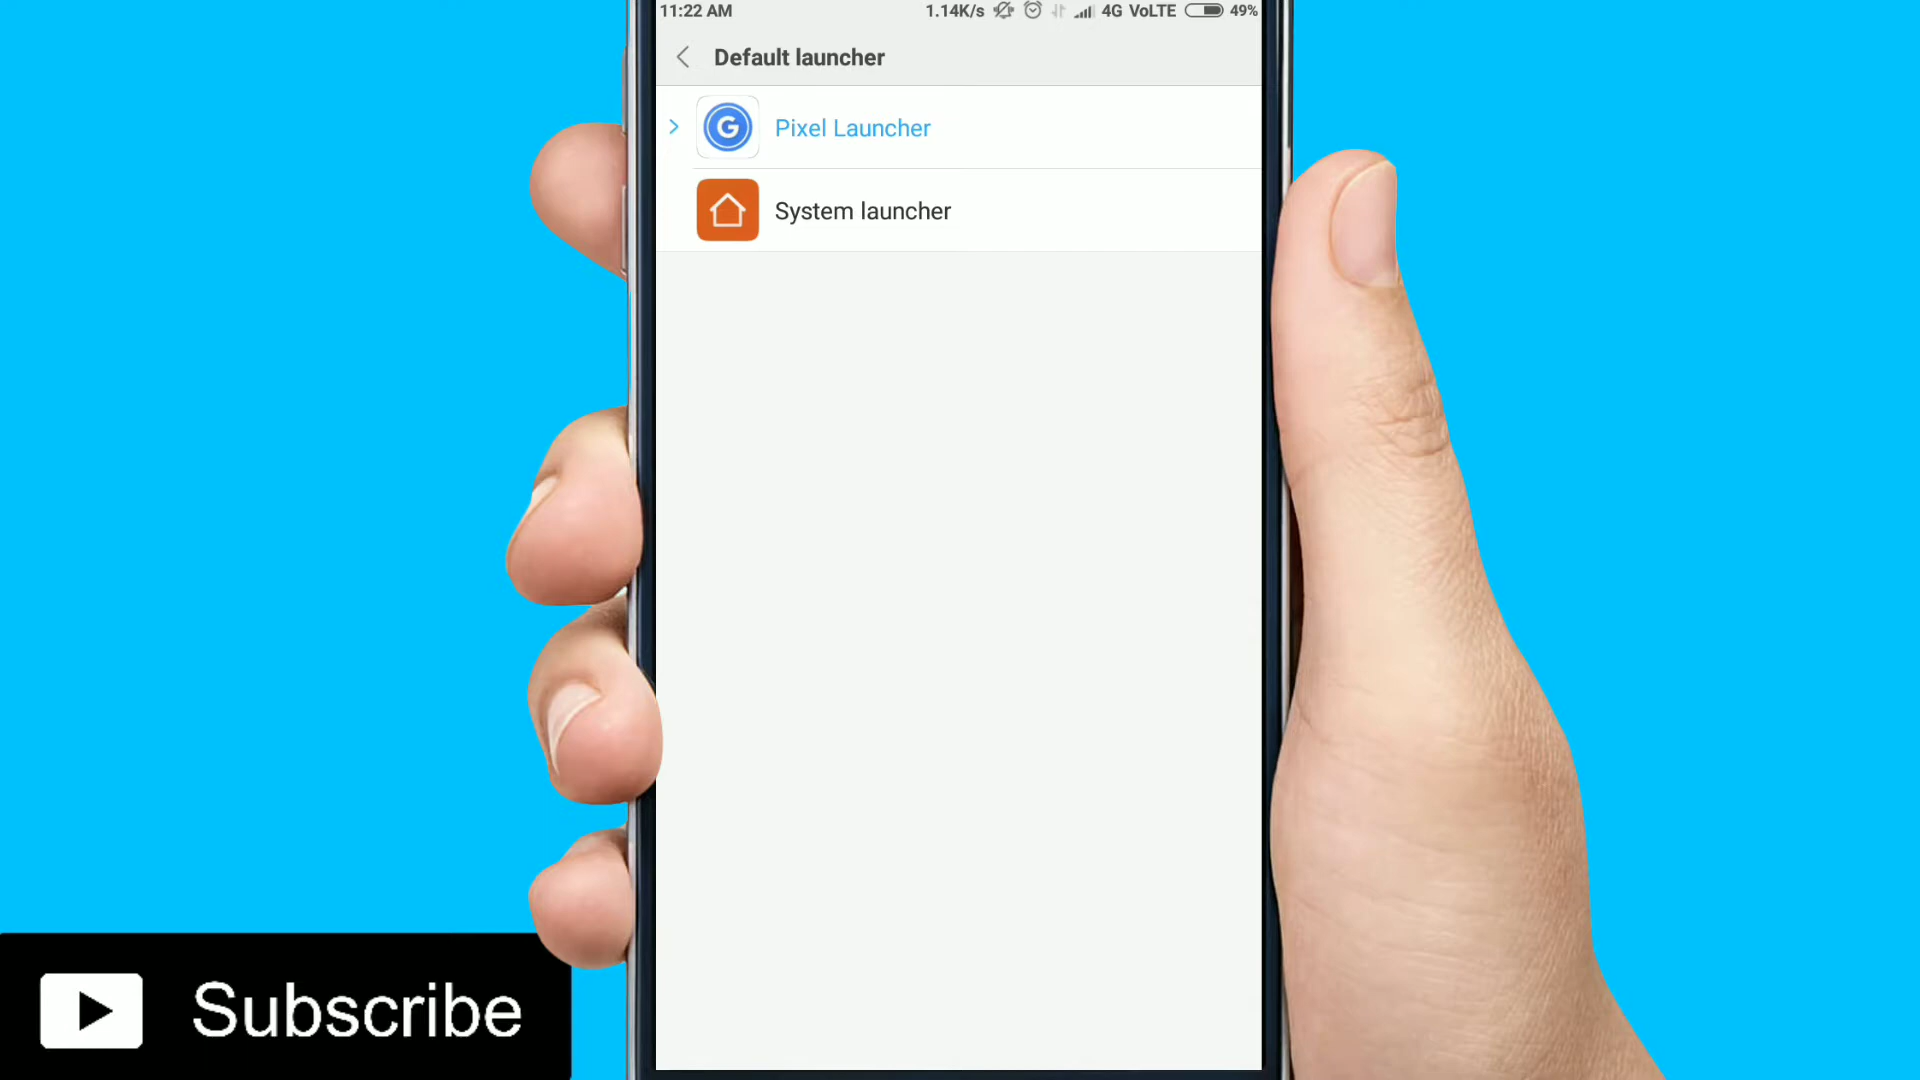 11:22 AM 1.14K/s 4G VoLTE 49%
Default launcher
G Pixel Launcher
System launcher
Subscribe